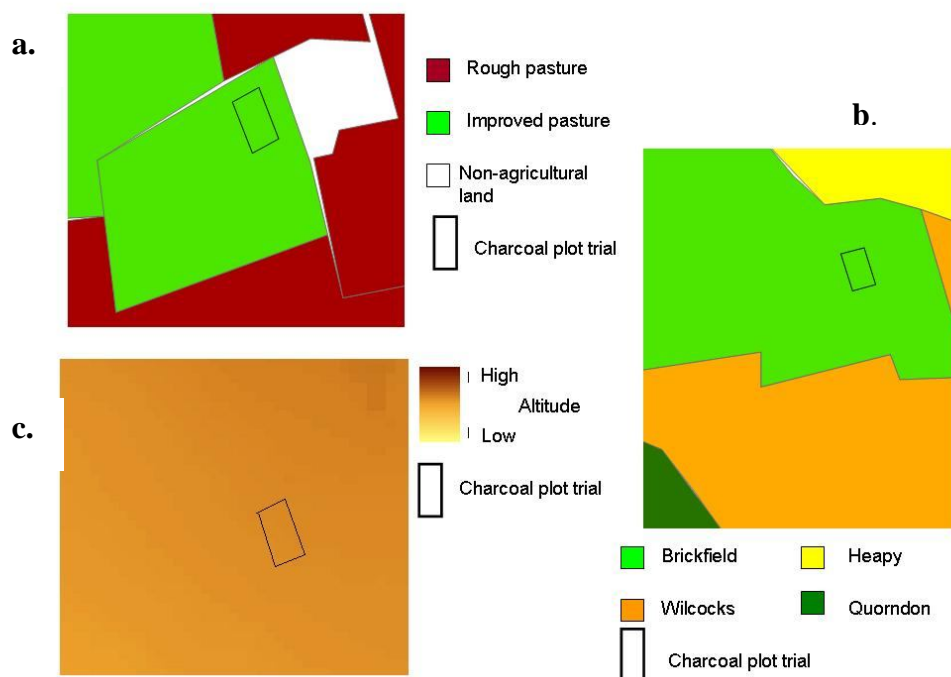 a.
Rough pasture
Improved pasture
Non-agricultural
land
Charcoal plot trial
b.
c.
High
Altitude
Low
Charcoal plot trial
Brickfield
Heapy
Wilcocks
Quorndon
Charcoal plot trial